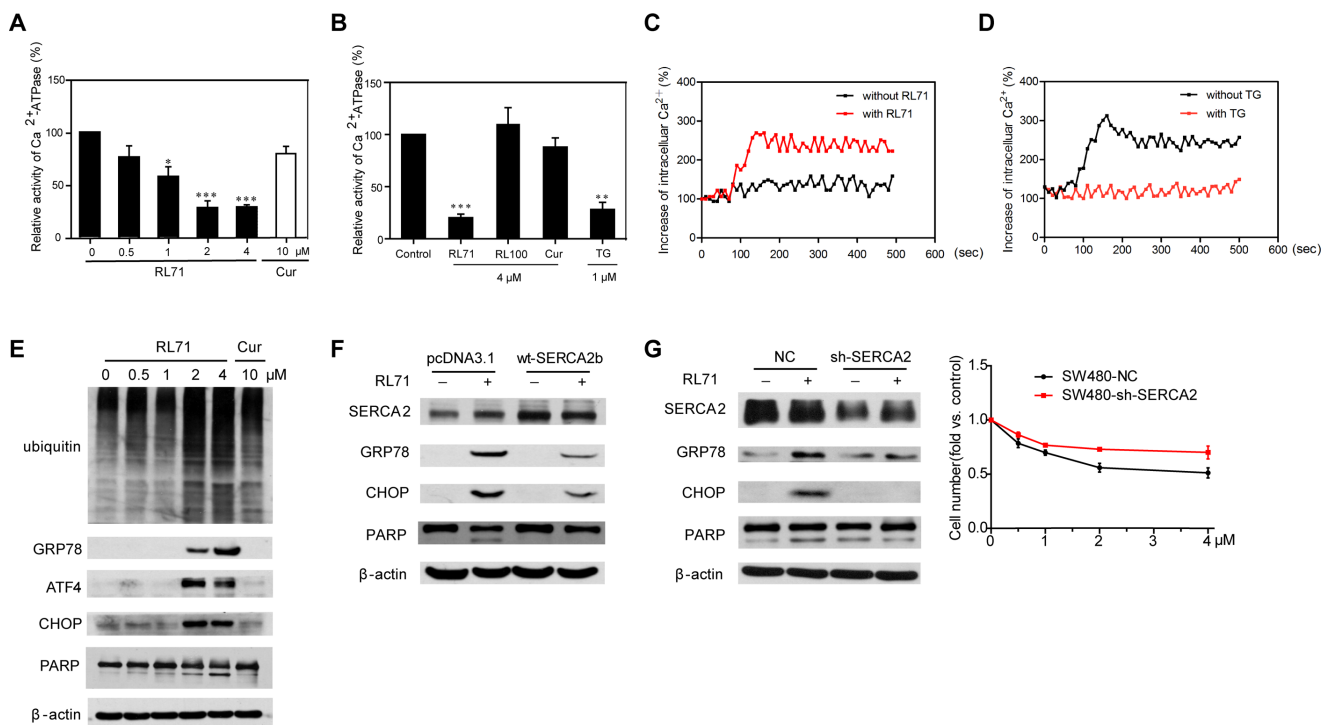 A
Relative activity of Ca 2+-ATPase (%)
150
100
50
0
*
***
***
0 0.5 1 2 4 10 μM
RL71 Cur
B
Relative activity of Ca 2+-ATPase (%)
150
100
50
0
***
**
Control RL71 RL100 Cur TG
4 μM 1 μM
C
Increase of intracelluar Ca2+ (%)
400
300
200
100
0
without RL71
with RL71
0 100 200 300 400 500 600 (sec)
D
Increase of intracelluar Ca2+ (%)
400
300
200
100
0
without TG
with TG
0 100 200 300 400 500 600 (sec)
E
RL71 Cur
0 0.5 1 2 4 10 μM
ubiquitin
GRP78
ATF4
CHOP
PARP
β-actin
F
pcDNA3.1 wt-SERCA2b
RL71 – + – +
SERCA2
GRP78
CHOP
PARP
β-actin
G
NC sh-SERCA2
RL71 – + – +
SERCA2
GRP78
CHOP
PARP
β-actin
Cell number(fold vs. control)
1.5
1.0
0.5
0
SW480-NC
SW480-sh-SERCA2
0 1 2 3 4 μM